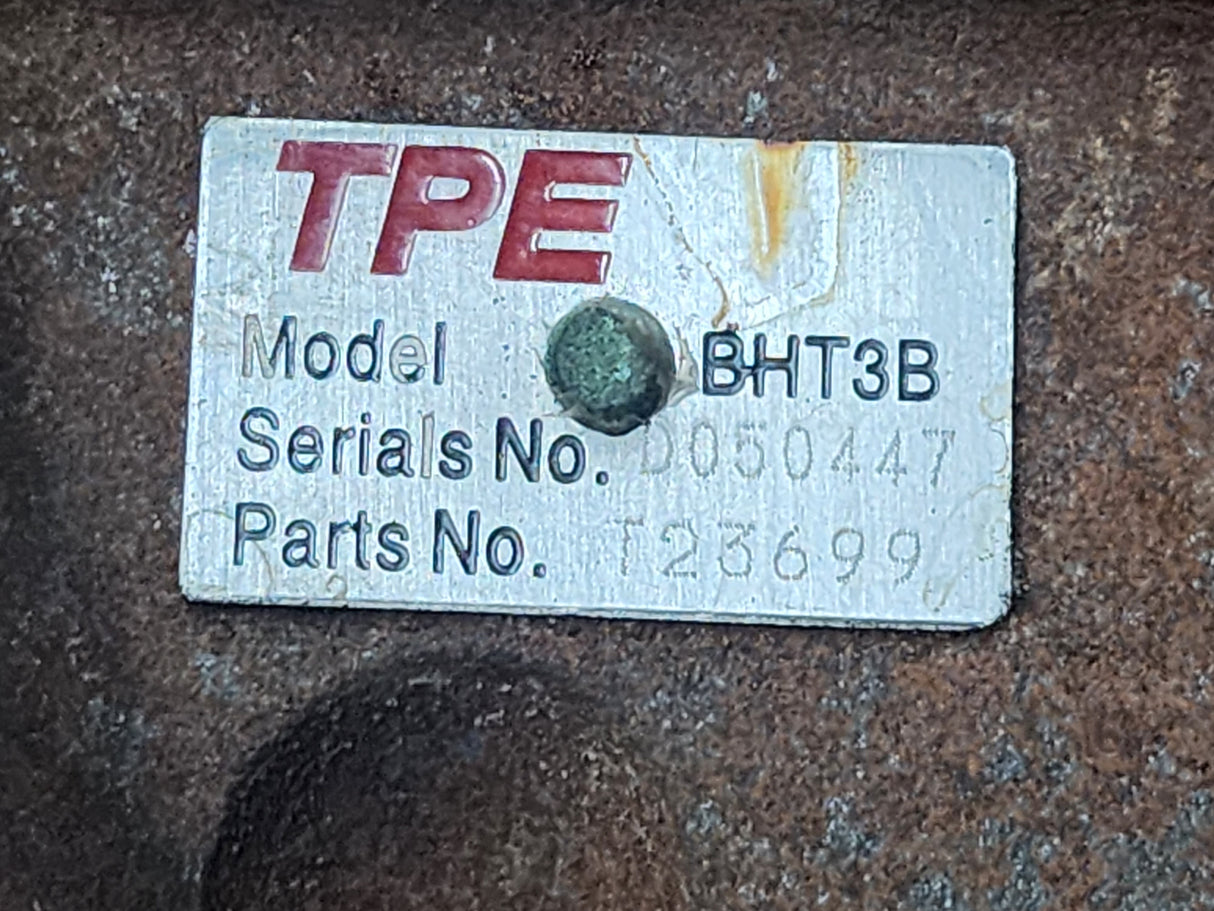 TPE
Model BHT3B
Serials No. D050447
Parts No. T23699